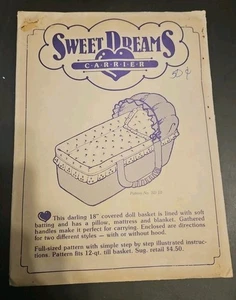 SWEET DREAMS
CARRIER
50¢
This darling 18" covered doll basket is lined with soft
batting and has a pillow, mattress and blanket. Gathered
handles make it perfect for carrying. Enclosed are directions
for two different styles — with or without hood.
Full-sized pattern with simple step by step illustrated instruc-
tions. Pattern fits 12-qt. till basket. Sug. retail $4.50.